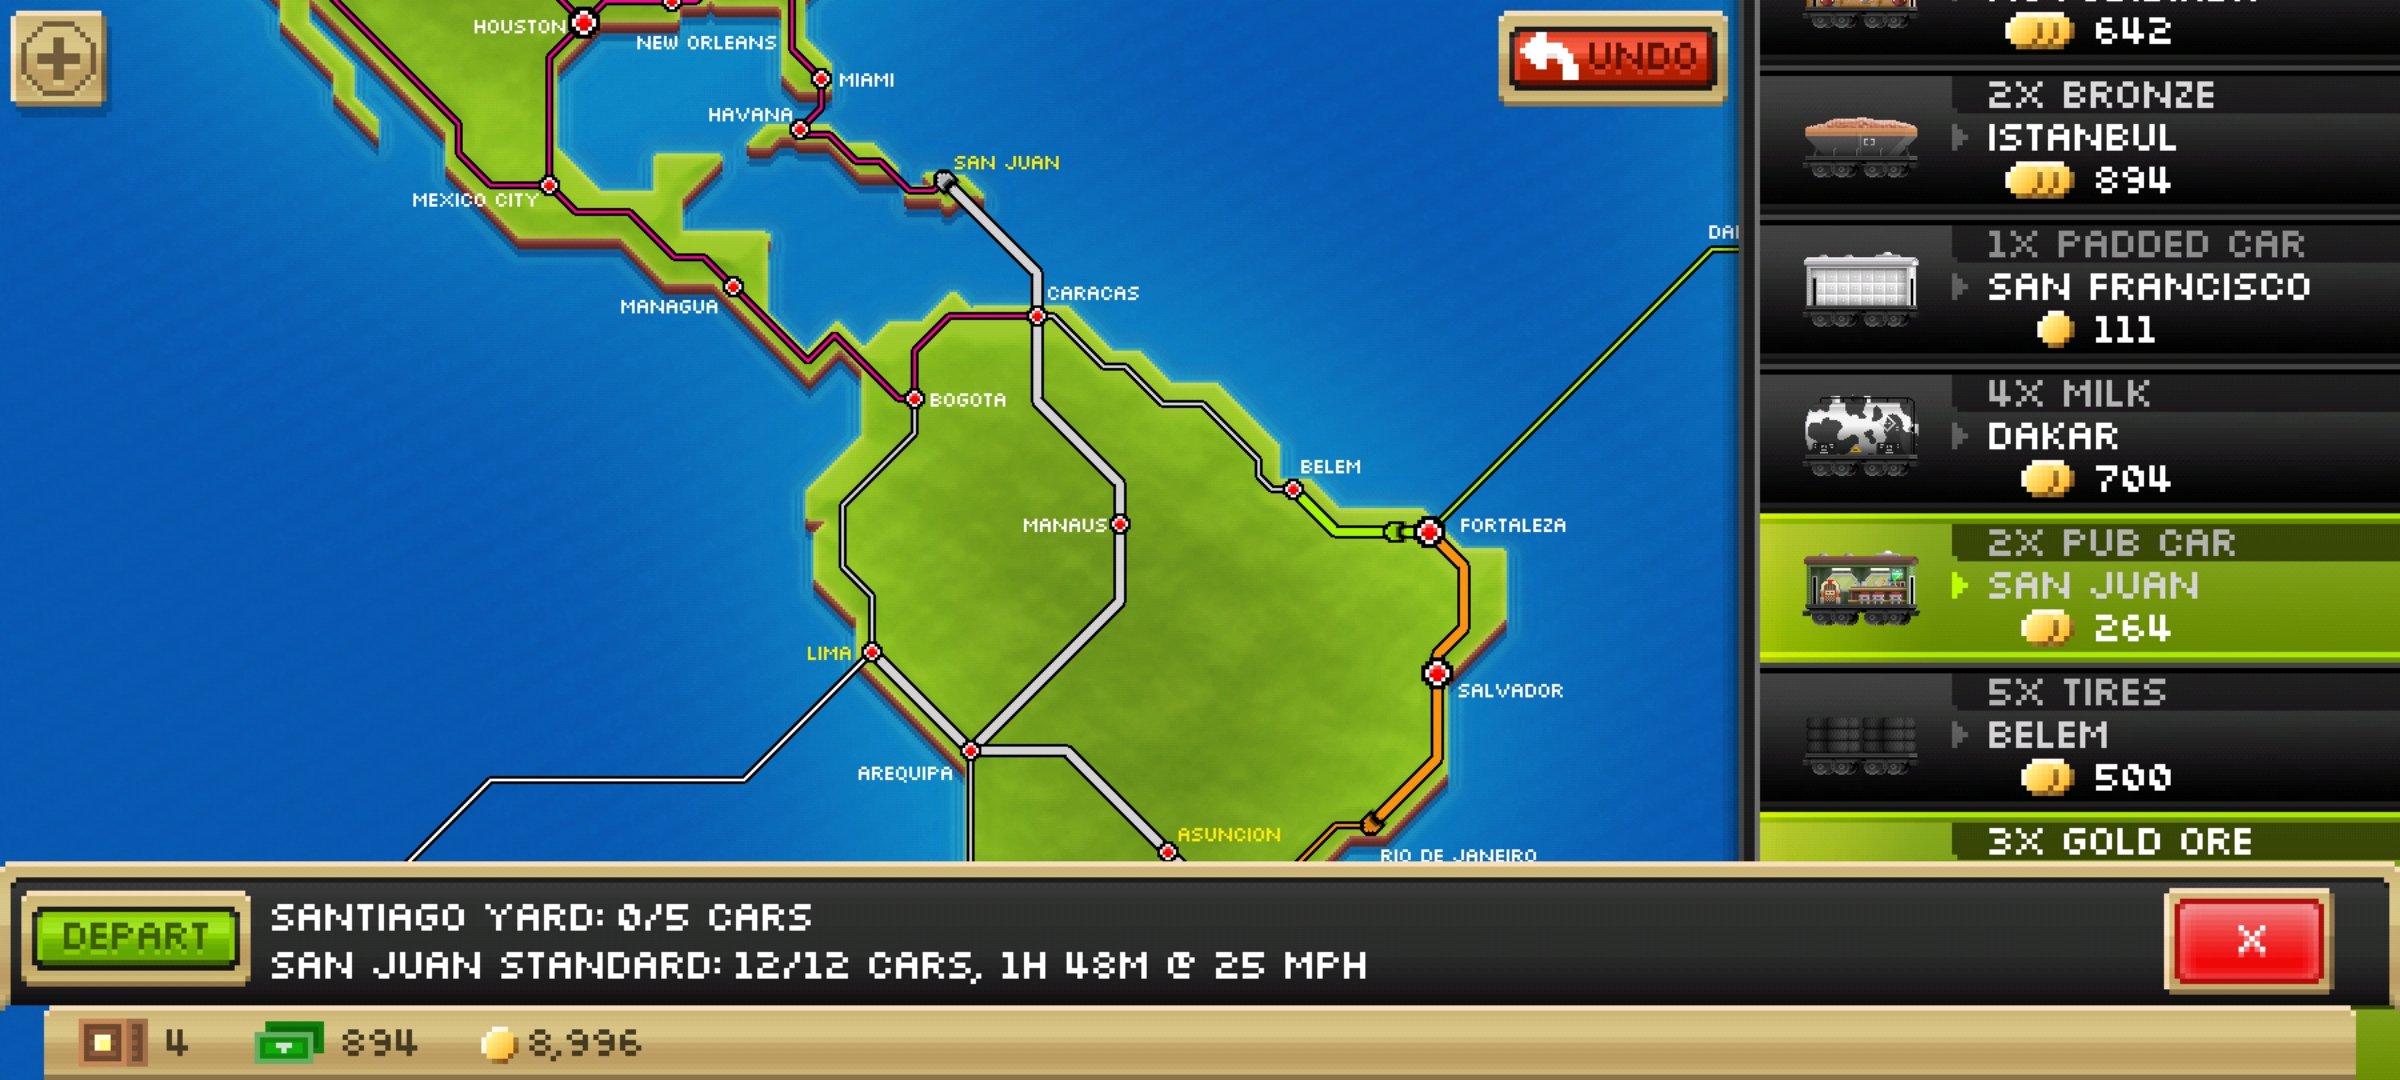 HOUSTON
NEW ORLEANS
MIAMI
HAVANA
SAN JUAN
MEXICO CITY
MANAGUA
CARACAS
BOGOTA
BELEM
MANAUS
FORTALEZA
LIMA
SALVADOR
AREQUIPA
ASUNCION
RIO DE JANEIRO
UNDO
642
2X BRONZE
ISTANBUL
894
1X PADDED CAR
SAN FRANCISCO
111
4X MILK
DAKAR
704
2X PUB CAR
SAN JUAN
264
5X TIRES
BELEM
500
3X GOLD ORE
DEPART
SANTIAGO YARD: 0/5 CARS
SAN JUAN STANDARD: 12/12 CARS, 1H 48M @ 25 MPH
X
4
894
8,996